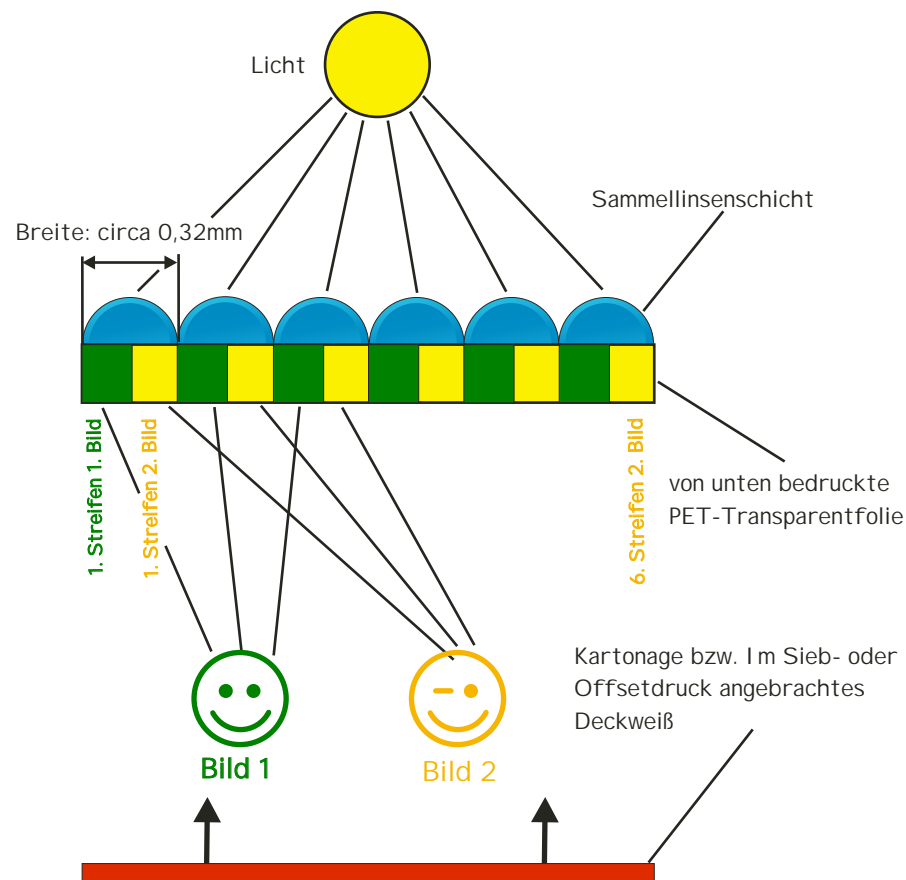 Licht
Sammellinsenschicht
Breite: circa 0,32mm
1. Streifen 1. Bild
1. Streifen 2. Bild
6. Streifen 2. Bild
von unten bedruckte
PET-Transparentfolie
Kartonage bzw. Im Sieb- oder
Offsetdruck angebrachtes
Deckweiß
Bild 1
Bild 2